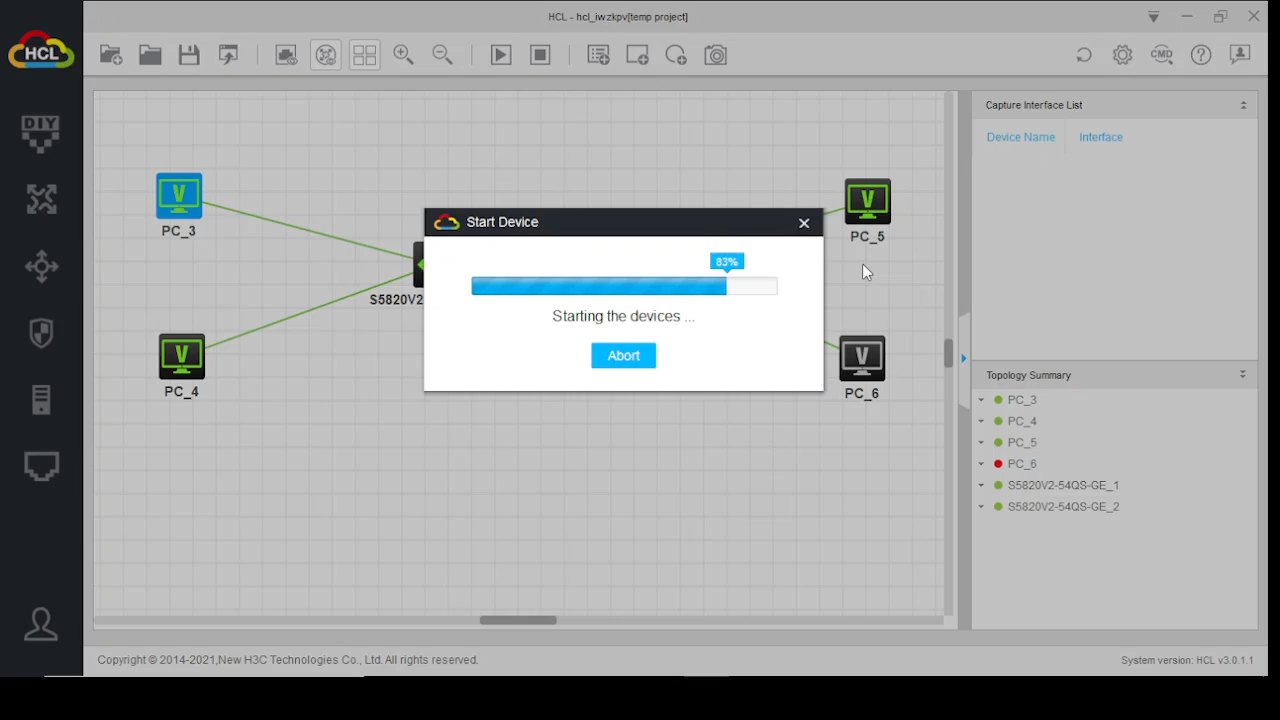 HCL - hcl_iwzkpv[temp project]
HCL
CMD
DIY
Capture Interface List
Device Name Interface
V
PC_3
V
PC_5
Start Device
83%
Starting the devices ...
Abort
S5820V2
V
PC_4
V
PC_6
Topology Summary
PC_3
PC_4
PC_5
PC_6
S5820V2-54QS-GE_1
S5820V2-54QS-GE_2
Copyright © 2014-2021,New H3C Technologies Co., Ltd. All rights reserved.
System version: HCL v3.0.1.1